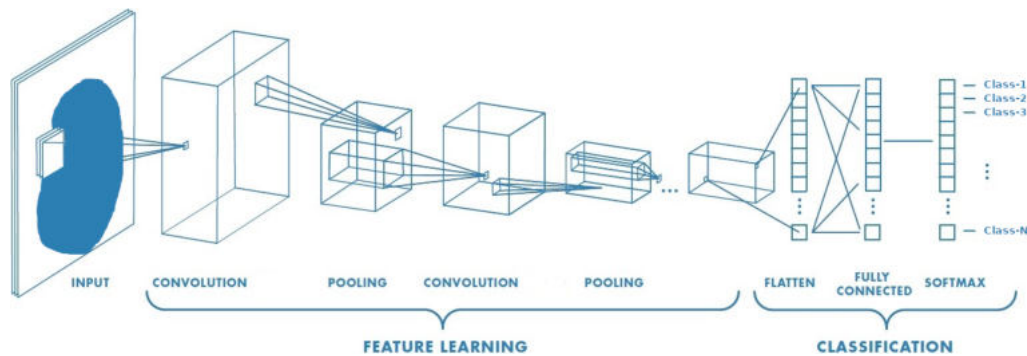 Class-1
Class-2
Class-3
Class-N
INPUT
CONVOLUTION
POOLING
CONVOLUTION
POOLING
FLATTEN
FULLY
CONNECTED
SOFTMAX
FEATURE LEARNING
CLASSIFICATION